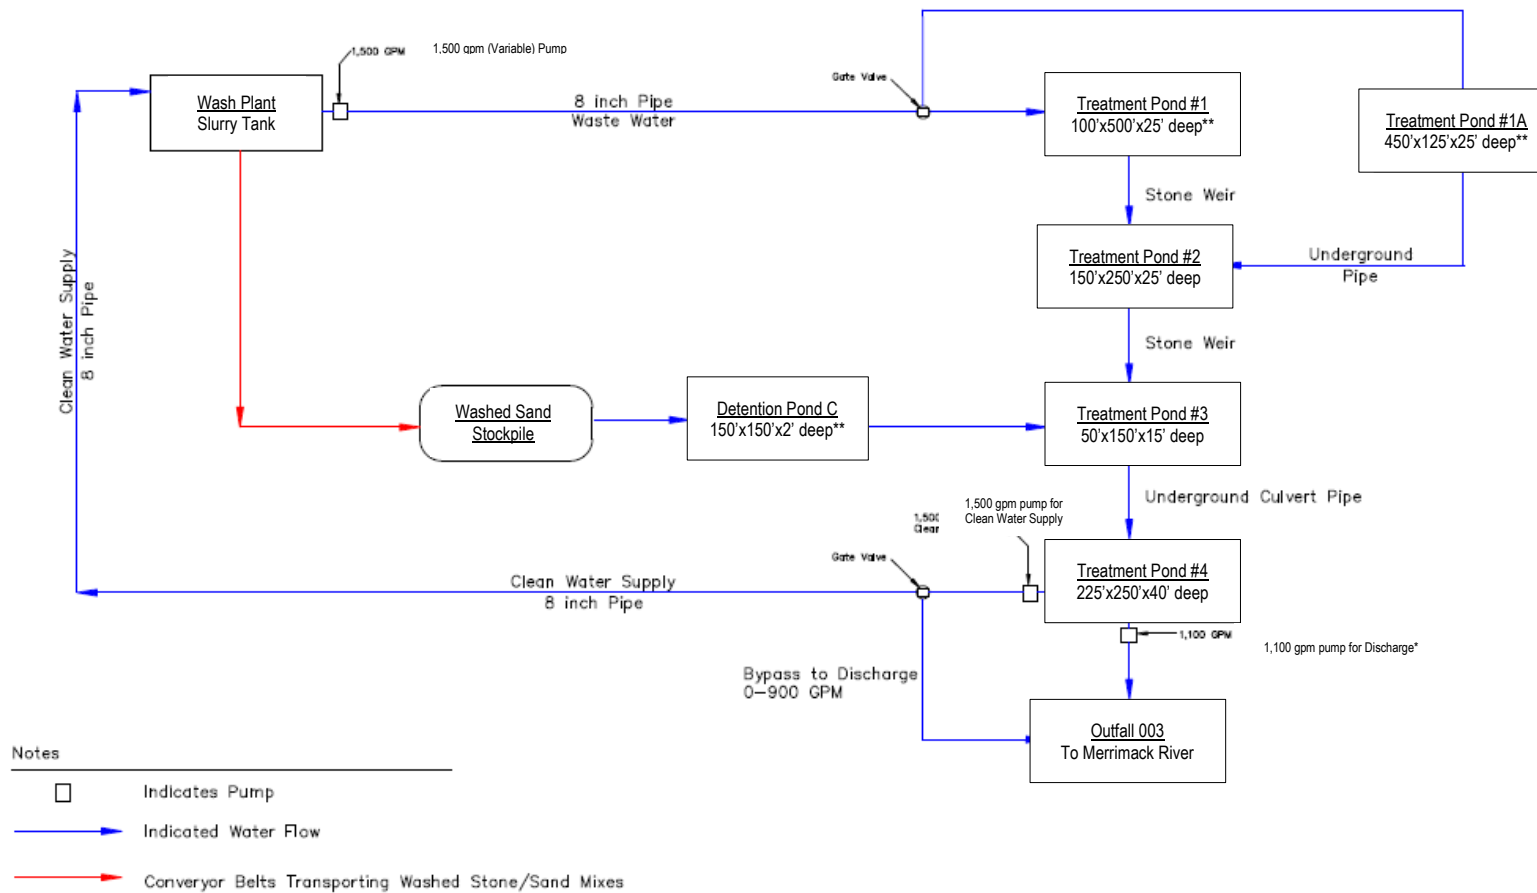 1,500 GPM
1,500 gpm (Variable) Pump
Wash Plant
Slurry Tank
8 inch Pipe
Waste Water
Gate Valve
Treatment Pond #1
100'x500'x25' deep**
Treatment Pond #1A
450'x125'x25' deep**
Stone Weir
Treatment Pond #2
150'x250'x25' deep
Underground
Pipe
Stone Weir
Clean Water Supply
8 inch Pipe
Washed Sand
Stockpile
Detention Pond C
150'x150'x2' deep**
Treatment Pond #3
50'x150'x15' deep
Underground Culvert Pipe
1,500 gpm pump for
Clean Water Supply
1,500
Clear
Gate Valve
Clean Water Supply
8 inch Pipe
Treatment Pond #4
225'x250'x40' deep
1,100 GPM
1,100 gpm pump for Discharge*
Bypass to Discharge
0-900 GPM
Outfall 003
To Merrimack River
Notes
Indicates Pump
Indicated Water Flow
Converyor Belts Transporting Washed Stone/Sand Mixes